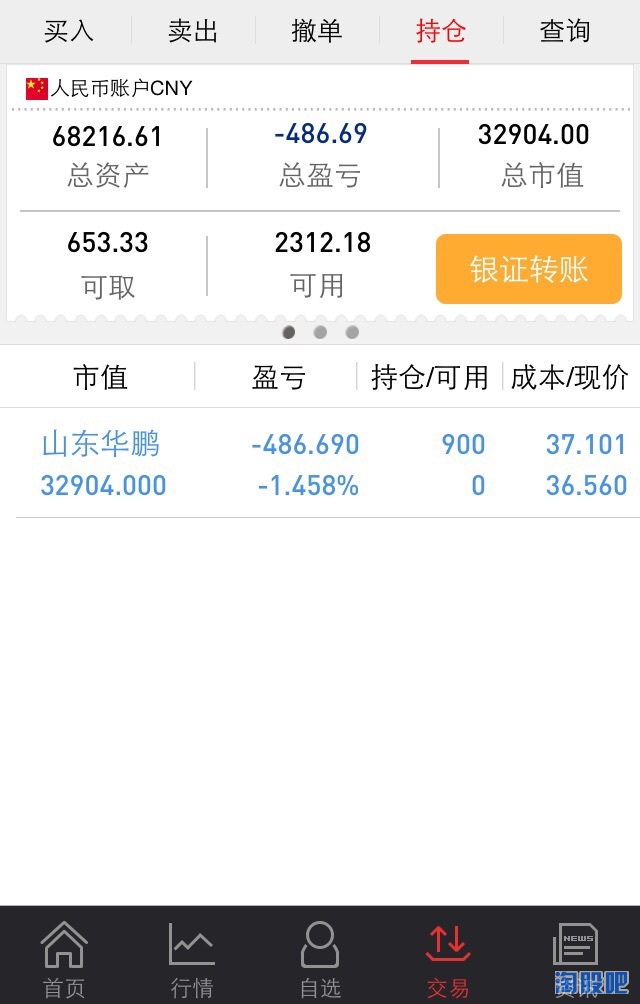 买入 卖出 撤单 持仓 查询
人民币账户CNY
68216.61 -486.69 32904.00
总资产 总盈亏 总市值
653.33 2312.18
可取 可用 银证转账
市值 盈亏 持仓/可用 成本/现价
山东华鹏 -486.690 900 37.101
32904.000 -1.458% 0 36.560
NEWS
首页 行情 自选 交易
淘股吧